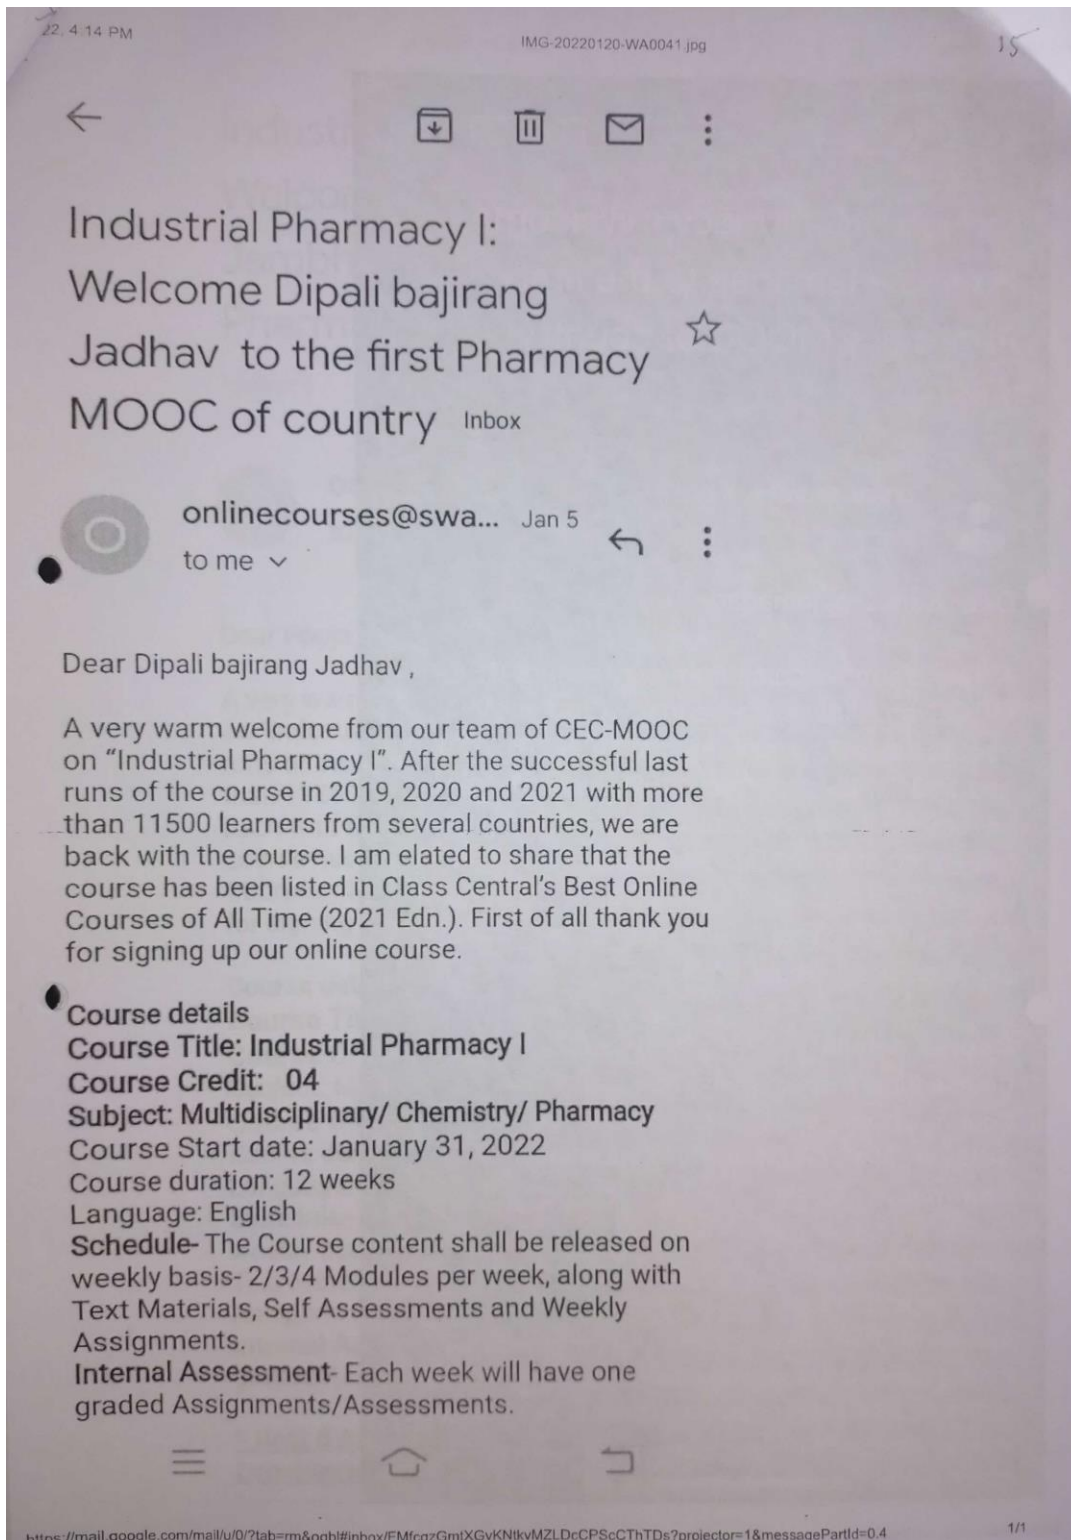 22, 4:14 PM
IMG-20220120-WA0041.jpg
15
Industrial Pharmacy I:
Welcome Dipali bajirang
Jadhav to the first Pharmacy
MOOC of country Inbox
O
onlinecourses@swa... Jan 5
to me
Dear Dipali bajirang Jadhav ,
A very warm welcome from our team of CEC-MOOC
on “Industrial Pharmacy I”. After the successful last
runs of the course in 2019, 2020 and 2021 with more
than 11500 learners from several countries, we are
back with the course. I am elated to share that the
course has been listed in Class Central’s Best Online
Courses of All Time (2021 Edn.). First of all thank you
for signing up our online course.
Course details
Course Title: Industrial Pharmacy I
Course Credit: 04
Subject: Multidisciplinary/ Chemistry/ Pharmacy
Course Start date: January 31, 2022
Course duration: 12 weeks
Language: English
Schedule- The Course content shall be released on
weekly basis- 2/3/4 Modules per week, along with
Text Materials, Self Assessments and Weekly
Assignments.
Internal Assessment- Each week will have one
graded Assignments/Assessments.
1/1